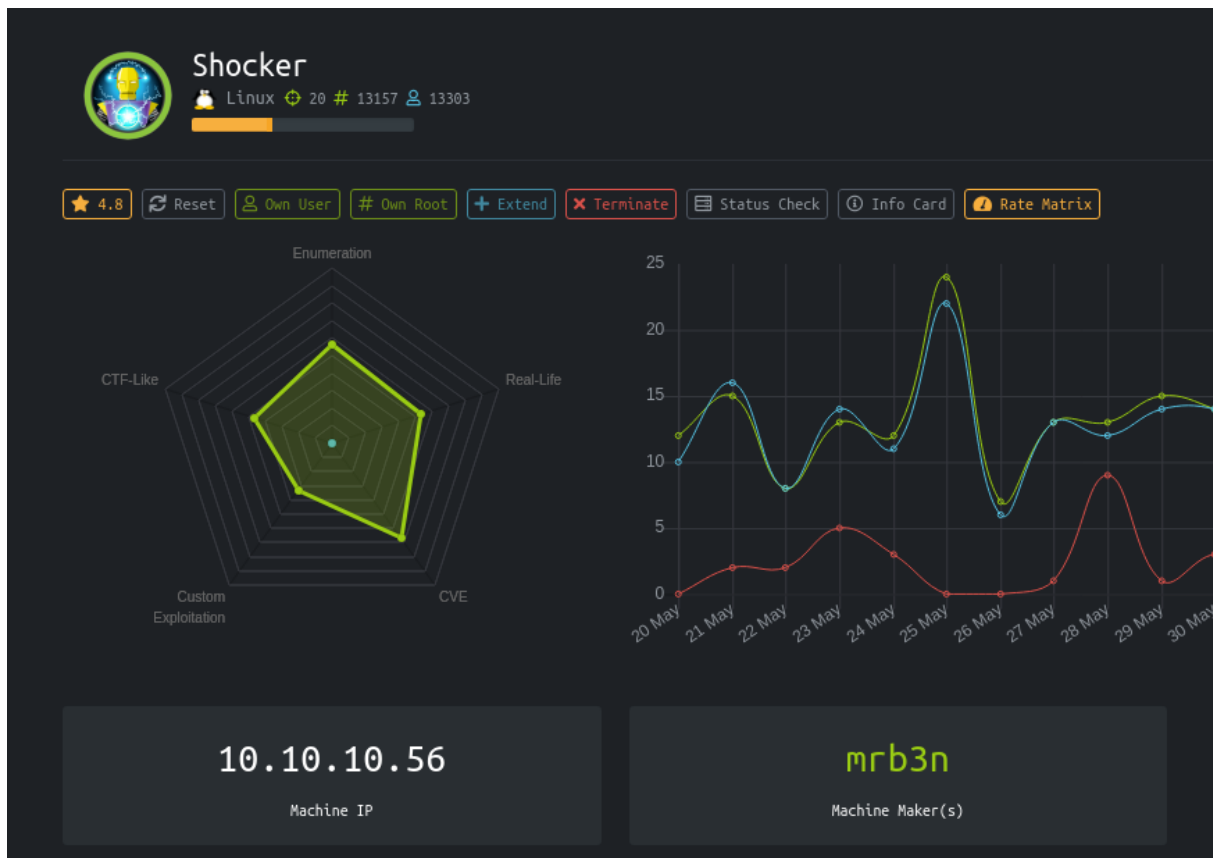 Shocker
Linux 20 # 13157 13303
4.8 Reset Own User # Own Root Extend Terminate Status Check Info Card Rate Matrix
Enumeration
CTF-Like
Real-Life
Custom
Exploitation
CVE
25
20
15
10
5
0
20 May 21 May 22 May 23 May 24 May 25 May 26 May 27 May 28 May 29 May 30 May
10.10.10.56
Machine IP
mrb3n
Machine Maker(s)